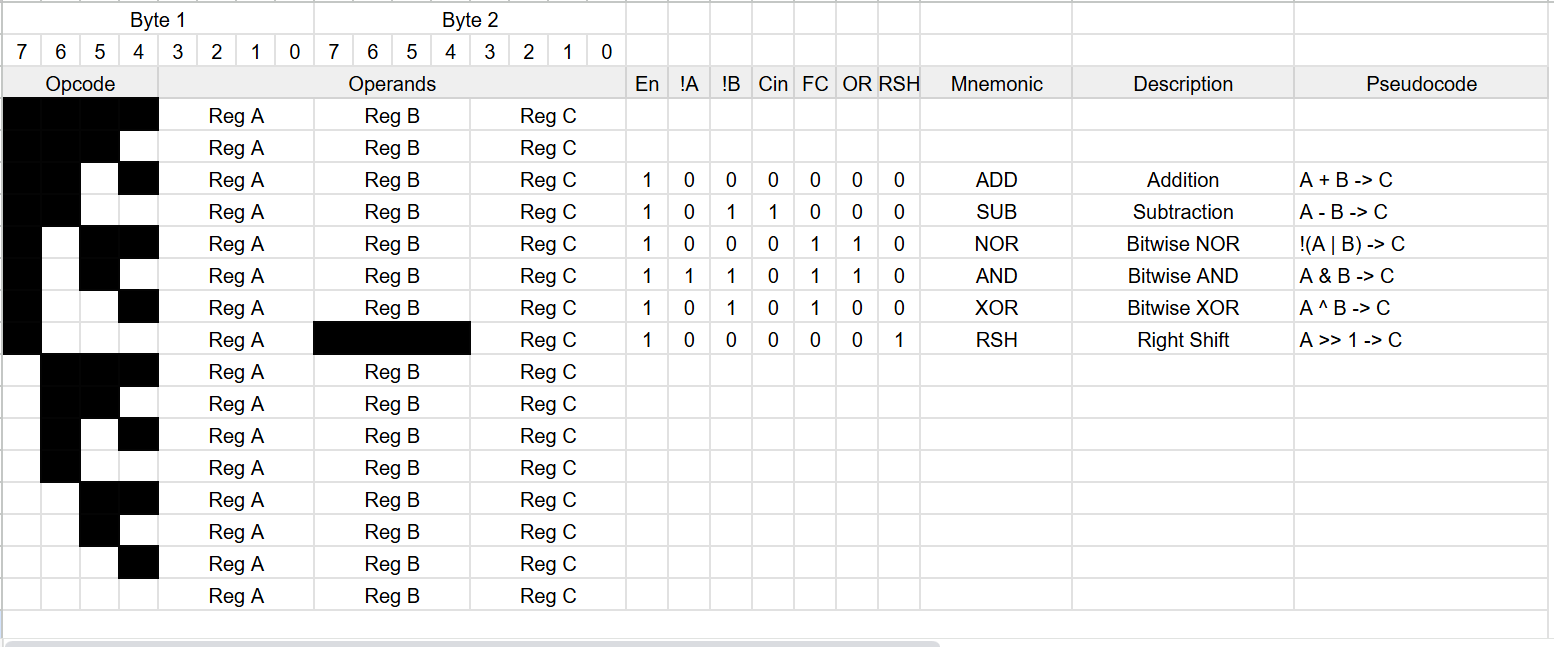 Byte 1 Byte 2
7 6 5 4 3 2 1 0 7 6 5 4 3 2 1 0
Opcode Operands En !A !B Cin FC OR RSH Mnemonic Description Pseudocode
Reg A Reg B Reg C
Reg A Reg B Reg C
Reg A Reg B Reg C 1 0 0 0 0 0 0 ADD Addition A + B -> C
Reg A Reg B Reg C 1 0 1 1 0 0 0 SUB Subtraction A - B -> C
Reg A Reg B Reg C 1 0 0 0 1 1 0 NOR Bitwise NOR !(A | B) -> C
Reg A Reg B Reg C 1 1 1 0 1 1 0 AND Bitwise AND A & B -> C
Reg A Reg B Reg C 1 0 1 0 1 0 0 XOR Bitwise XOR A ^ B -> C
Reg A Reg C 1 0 0 0 0 0 1 RSH Right Shift A >> 1 -> C
Reg A Reg B Reg C
Reg A Reg B Reg C
Reg A Reg B Reg C
Reg A Reg B Reg C
Reg A Reg B Reg C
Reg A Reg B Reg C
Reg A Reg B Reg C
Reg A Reg B Reg C